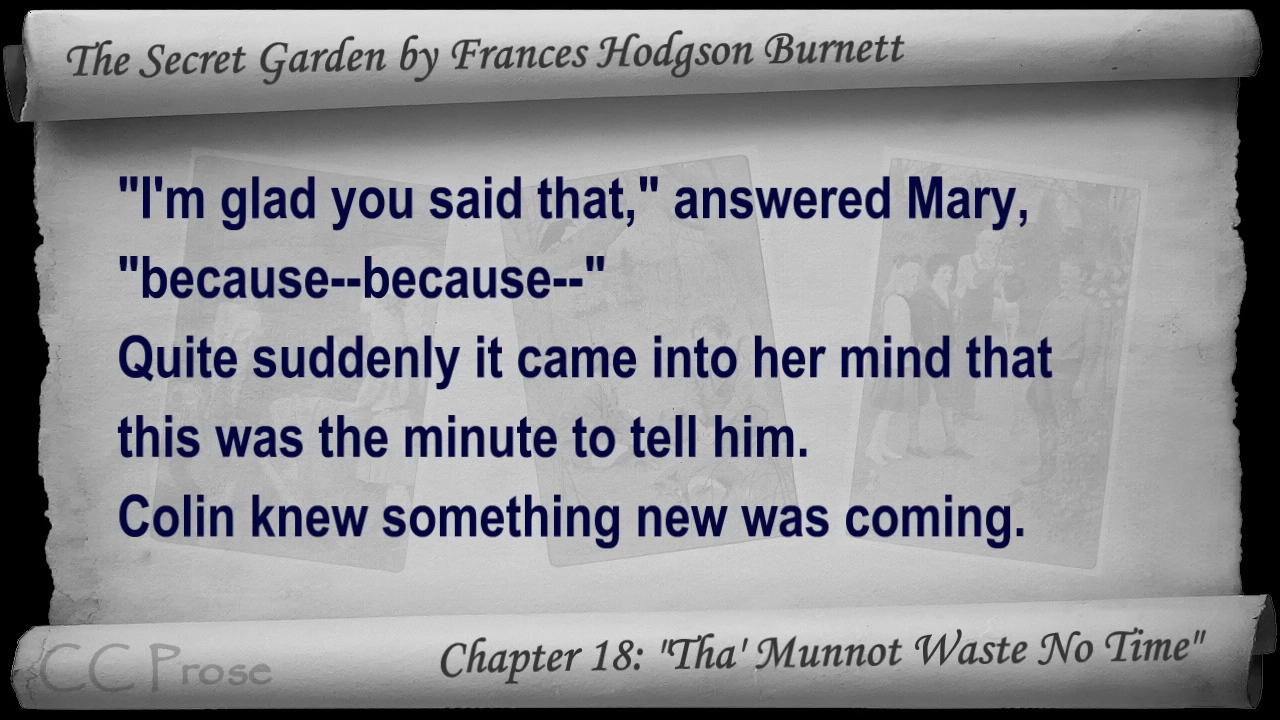 The Secret Garden by Frances Hodgson Burnett
"I'm glad you said that," answered Mary,
"because--because--"
Quite suddenly it came into her mind that
this was the minute to tell him.
Colin knew something new was coming.
CC Prose
Chapter 18: "Tha' Munnot Waste No Time"